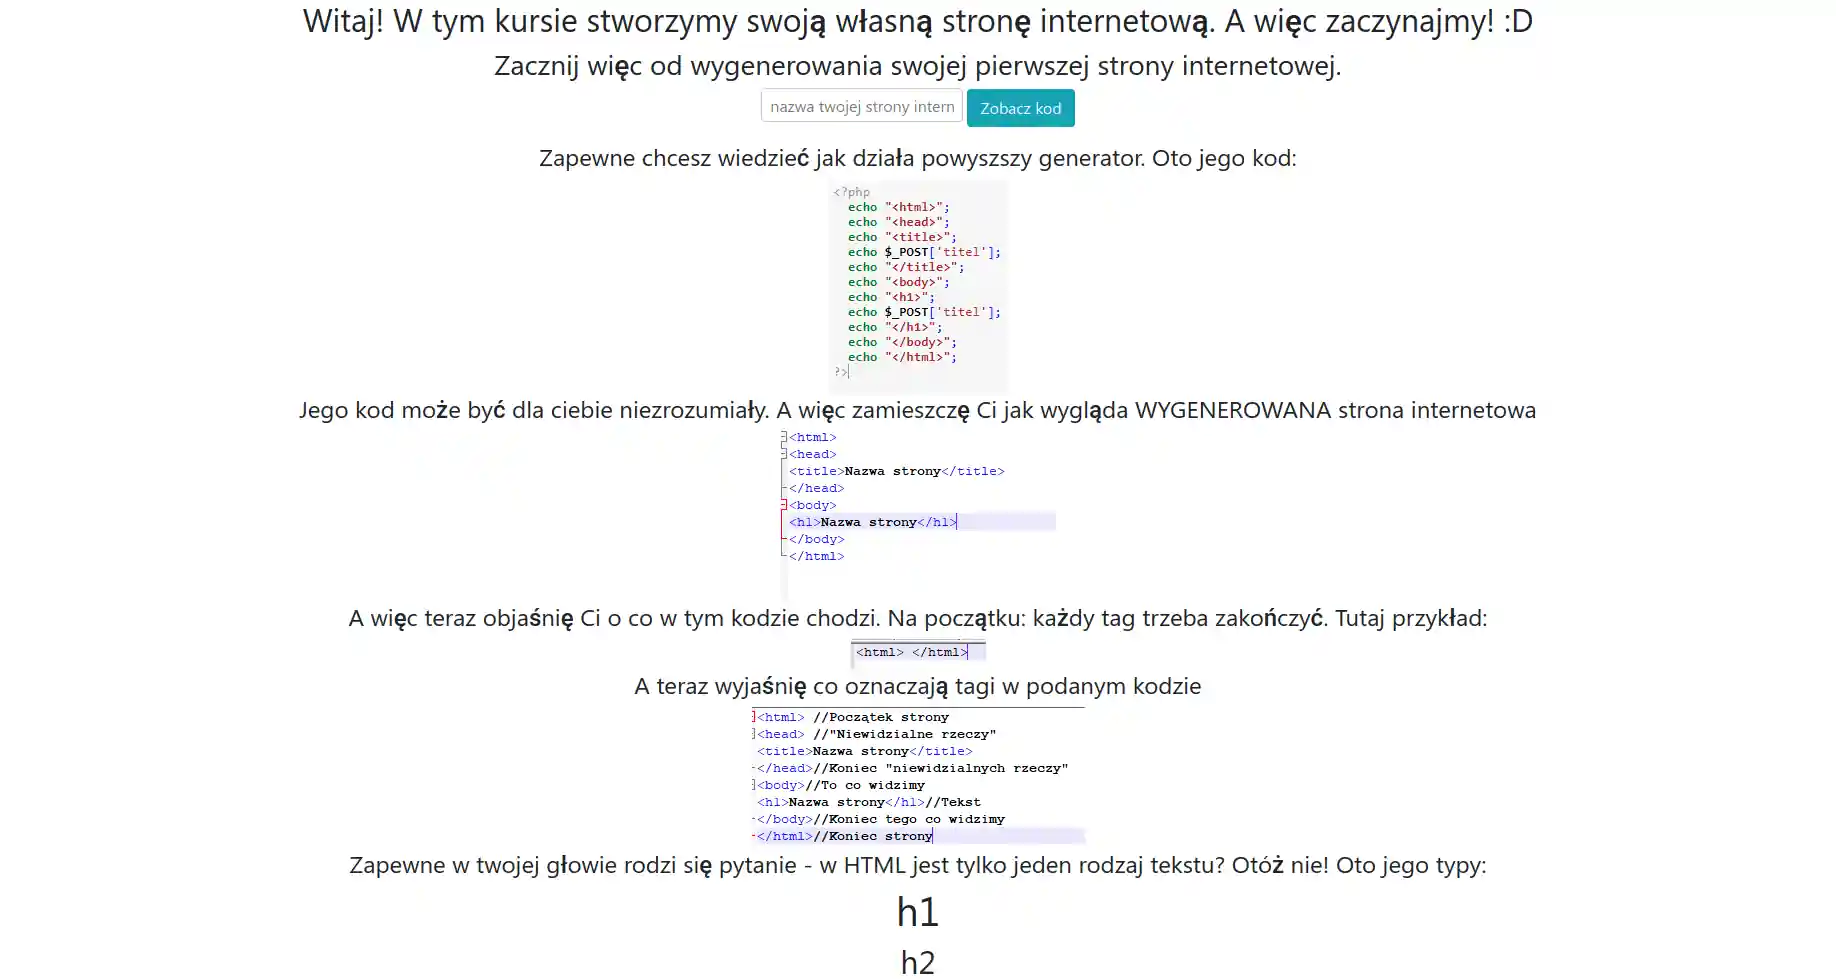 Witaj! W tym kursie stworzymy swoją własną stronę internetową. A więc zaczynajmy! :D
Zacznij więc od wygenerowania swojej pierwszej strony internetowej.
nazwa twojej strony intern Zobacz kod
Zapewne chcesz wiedzieć jak działa powyszszy generator. Oto jego kod:
<?php
echo "<html>";
echo "<head>";
echo "<title>";
echo $_POST['titel'];
echo "</title>";
echo "<body>";
echo "<h1>";
echo $_POST['titel'];
echo "</h1>";
echo "</body>";
echo "</html>";
?>
Jego kod może być dla ciebie niezrozumiały. A więc zamieszczę Ci jak wygląda WYGENEROWANA strona internetowa
<html>
<head>
<title>Nazwa strony</title>
</head>
<body>
<h1>Nazwa strony</h1>
</body>
</html>
A więc teraz objaśnię Ci o co w tym kodzie chodzi. Na początku: każdy tag trzeba zakończyć. Tutaj przykład:
<html> </html>
A teraz wyjaśnię co oznaczają tagi w podanym kodzie
<html> //Początek strony
<head> //"Niewidzialne rzeczy"
<title>Nazwa strony</title>
</head>//Koniec "niewidzialnych rzeczy"
<body>//To co widzimy
<h1>Nazwa strony</h1>//Tekst
</body>//Koniec tego co widzimy
</html>//Koniec strony
Zapewne w twojej głowie rodzi się pytanie - w HTML jest tylko jeden rodzaj tekstu? Otóż nie! Oto jego typy:
h1
h2